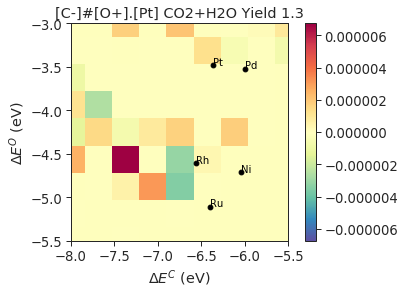 [C-]#[O+].[Pt] CO2+H2O Yield 1.3
−3.0
−3.5
−4.0
−4.5
−5.0
−5.5
ΔE^O (eV)
Pt
Pd
Rh
Ni
Ru
−8.0 −7.5 −7.0 −6.5 −6.0 −5.5
ΔE^C (eV)
0.000006
0.000004
0.000002
0.000000
−0.000002
−0.000004
−0.000006